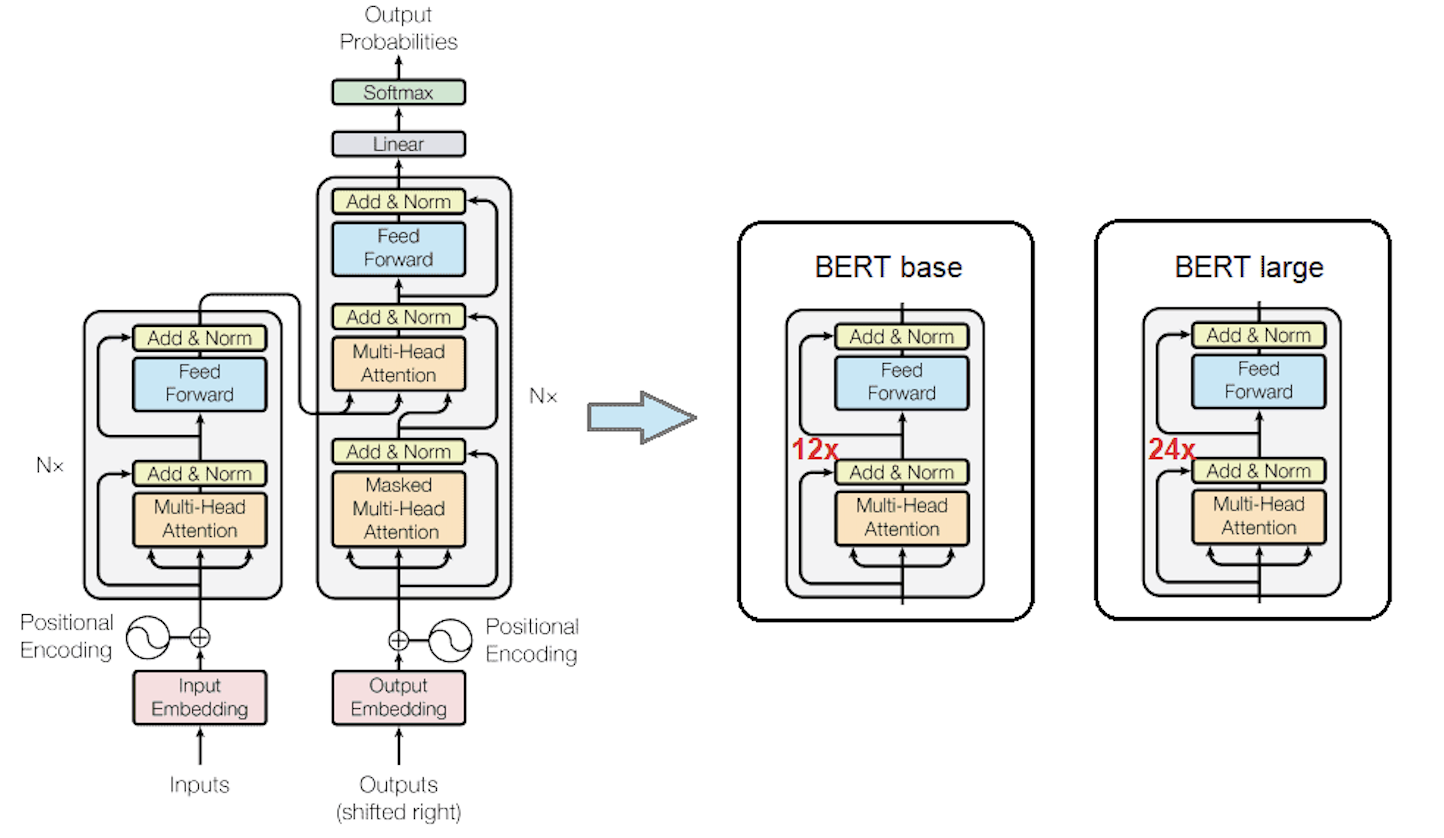 Output
Probabilities
Softmax
Linear
Add & Norm
Feed
Forward
Add & Norm
Multi-Head
Attention
Add & Norm
Masked
Multi-Head
Attention
Nx
Add & Norm
Feed
Forward
Add & Norm
Multi-Head
Attention
Nx
Positional
Encoding
Positional
Encoding
Input
Embedding
Output
Embedding
Inputs
Outputs
(shifted right)
BERT base
Add & Norm
Feed
Forward
12x
Add & Norm
Multi-Head
Attention
BERT large
Add & Norm
Feed
Forward
24x
Add & Norm
Multi-Head
Attention